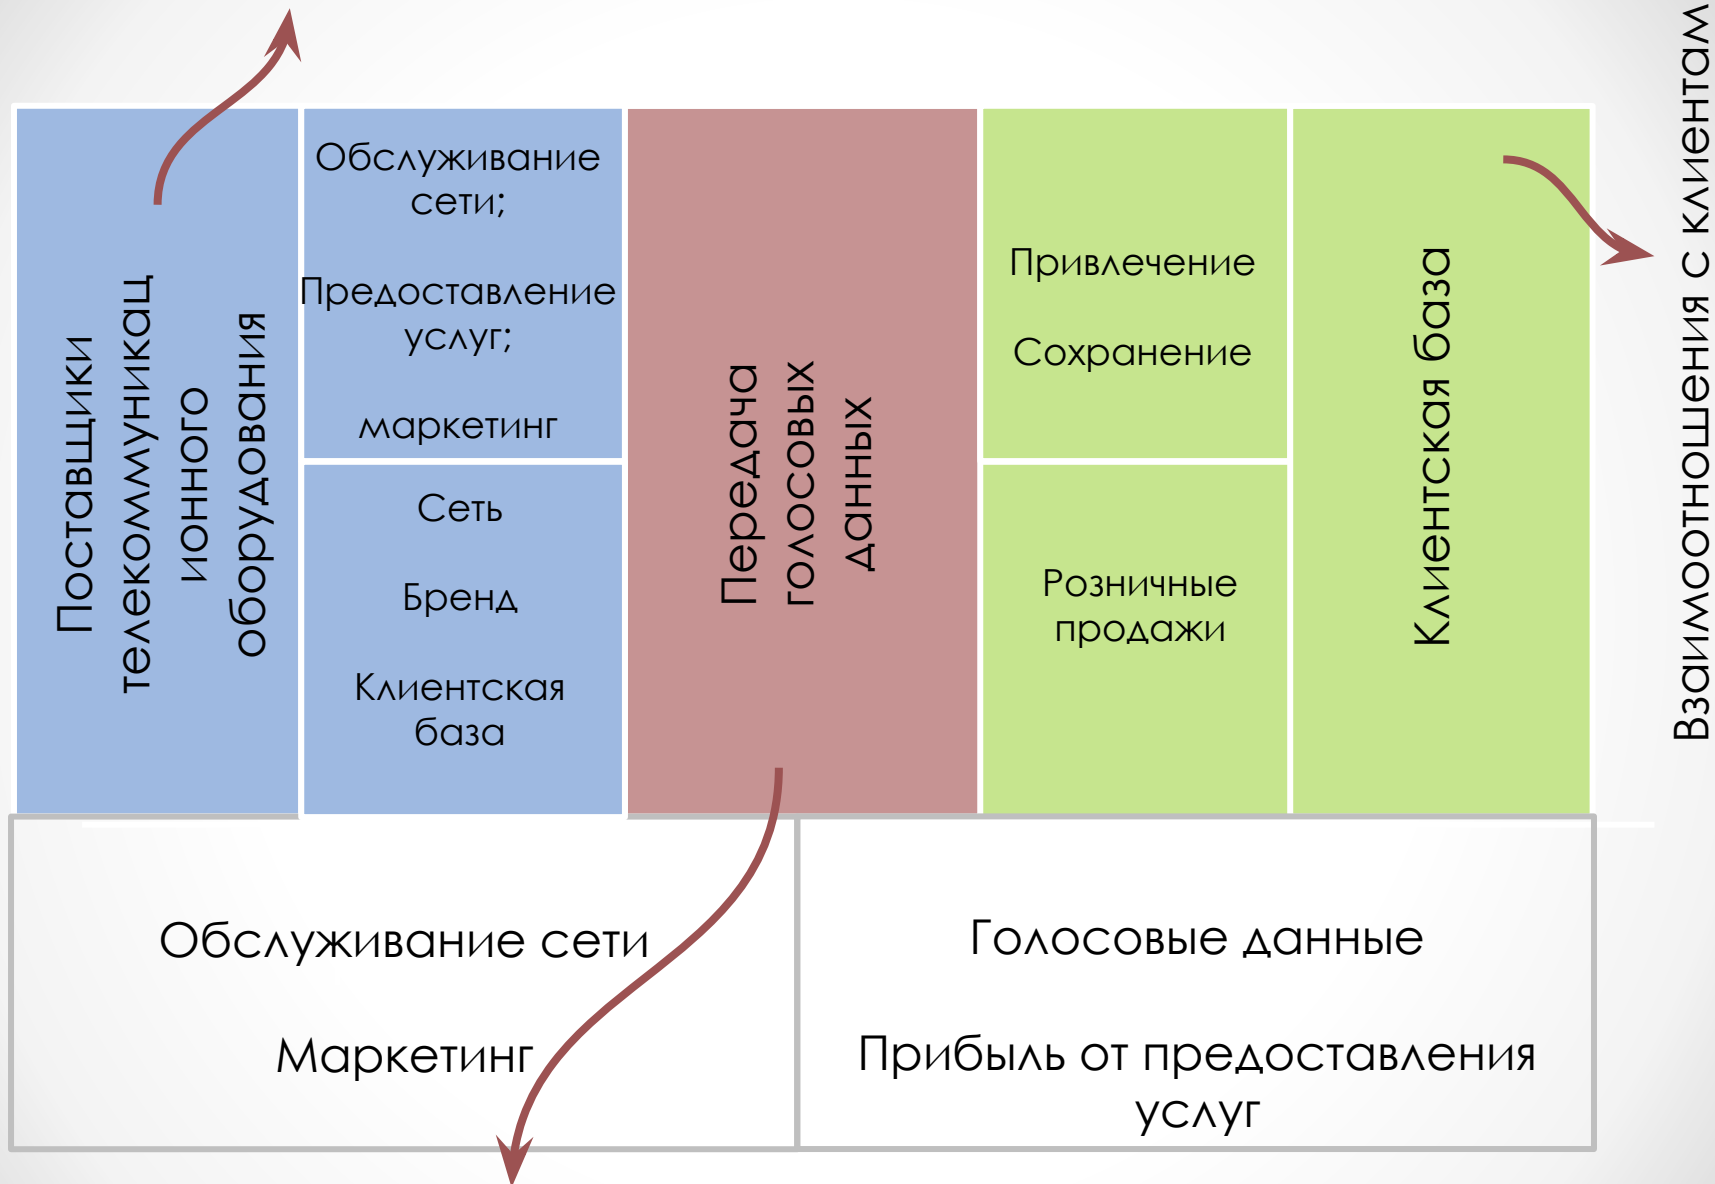 Поставщики
телекоммуникац
ионного
оборудования
Обслуживание
сети;
Предоставление
услуг;
маркетинг
Сеть
Бренд
Клиентская
база
Передача
голосовых
данных
Привлечение
Сохранение
Розничные
продажи
Клиентская база
Взаимоотношения с клиентам
Обслуживание сети
Маркетинг
Голосовые данные
Прибыль от предоставления
услуг